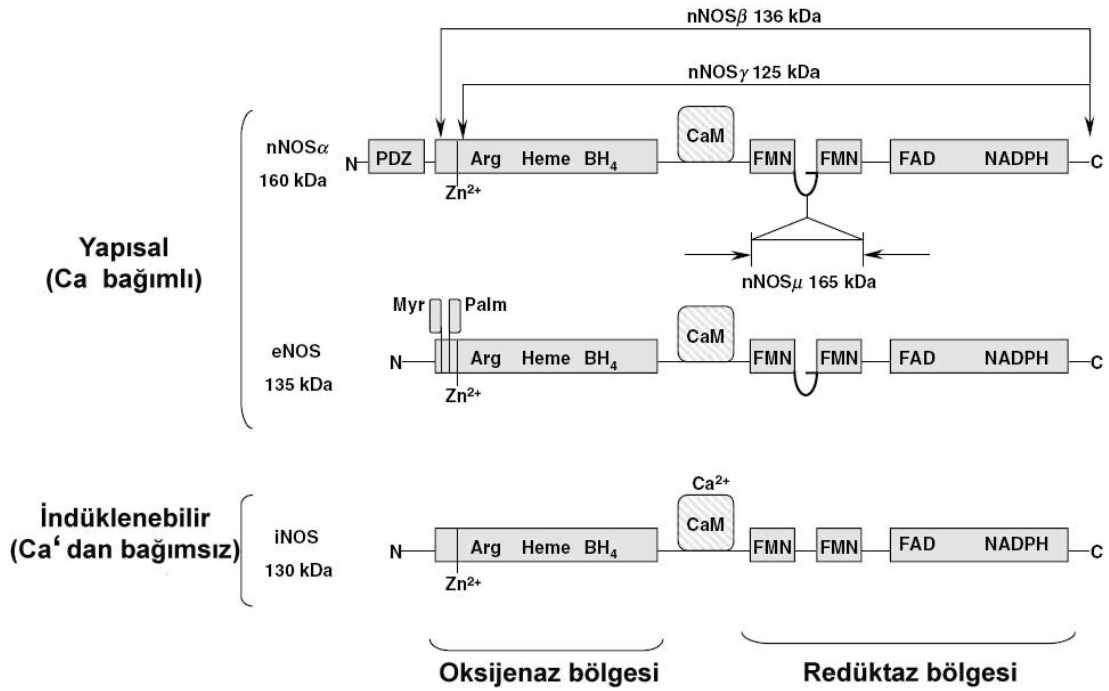 nNOSβ 136 kDa
nNOSγ 125 kDa
nNOSα
160 kDa
N PDZ Arg Heme BH₄ CaM FMN FMN FAD NADPH C
Zn²⁺
nNOSμ 165 kDa
Yapısal
(Ca bağımlı)
Myr Palm
eNOS
135 kDa
N Arg Heme BH₄ CaM FMN FMN FAD NADPH C
Zn²⁺
İndüklenebilir
(Ca‘dan bağımsız)
iNOS
130 kDa
Ca²⁺
N Arg Heme BH₄ CaM FMN FMN FAD NADPH C
Zn²⁺
Oksijenaz bölgesi
Redüktaz bölgesi